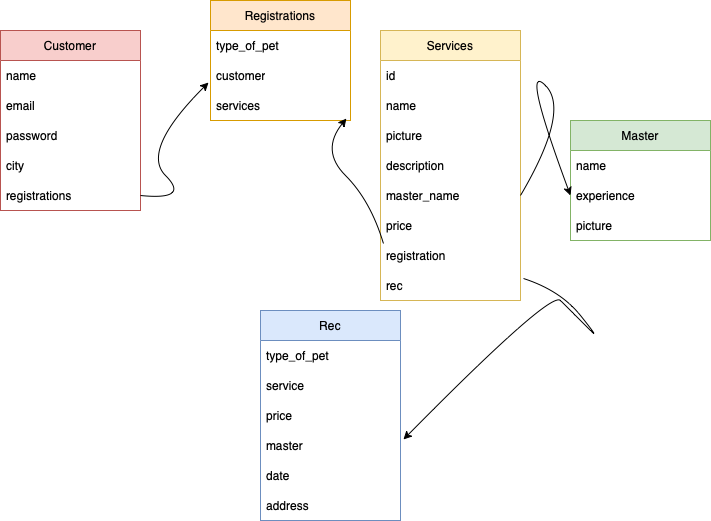 Customer
name
email
password
city
registrations
Registrations
type_of_pet
customer
services
Services
id
name
picture
description
master_name
price
registration
rec
Master
name
experience
picture
Rec
type_of_pet
service
price
master
date
address